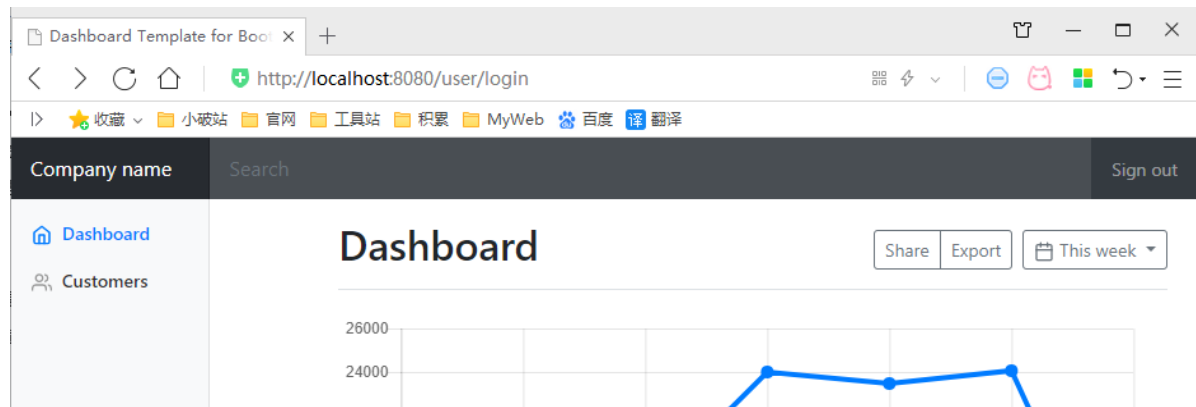 Dashboard Template for Boot
http://localhost:8080/user/login
收藏 小破站 官网 工具站 积累 MyWeb 百度 译 翻译
Company name Search Sign out
Dashboard
Customers
Dashboard
Share Export This week
26000
24000